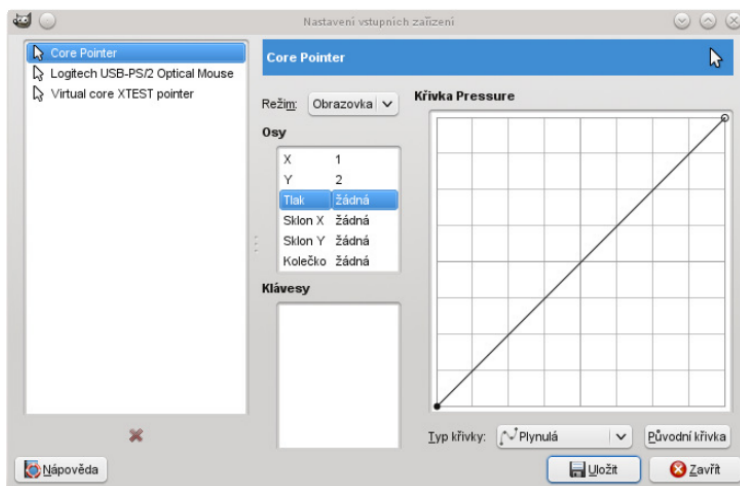 Nastavení vstupních zařízení
Core Pointer
Logitech USB-PS/2 Optical Mouse
Virtual core XTEST pointer
Core Pointer
Režim: Obrazovka
Osy
X 1
Y 2
Tlak žádná
Sklon X žádná
Sklon Y žádná
Kolečko žádná
Klávesy
Křivka Pressure
Typ křivky: Plynulá Původní křivka
Nápověda Uložit Zavřít